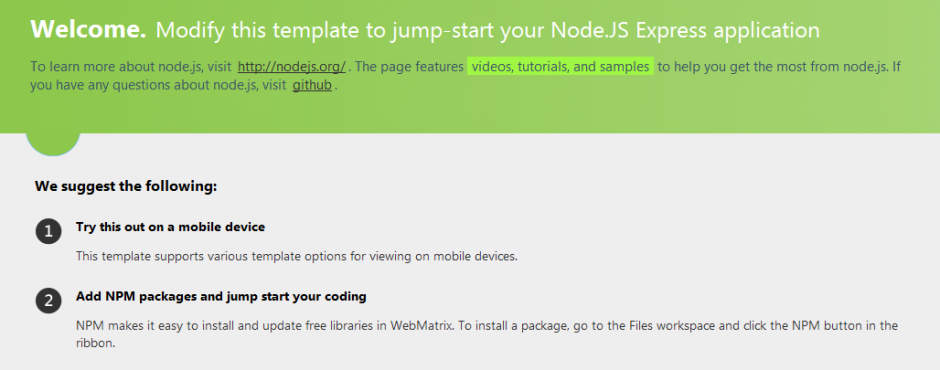 Welcome. Modify this template to jump-start your Node.JS Express application
To learn more about node.js, visit http://nodejs.org/ . The page features videos, tutorials, and samples to help you get the most from node.js. If
you have any questions about node.js, visit github .
We suggest the following:
1 Try this out on a mobile device
This template supports various template options for viewing on mobile devices.
2 Add NPM packages and jump start your coding
NPM makes it easy to install and update free libraries in WebMatrix. To install a package, go to the Files workspace and click the NPM button in the
ribbon.